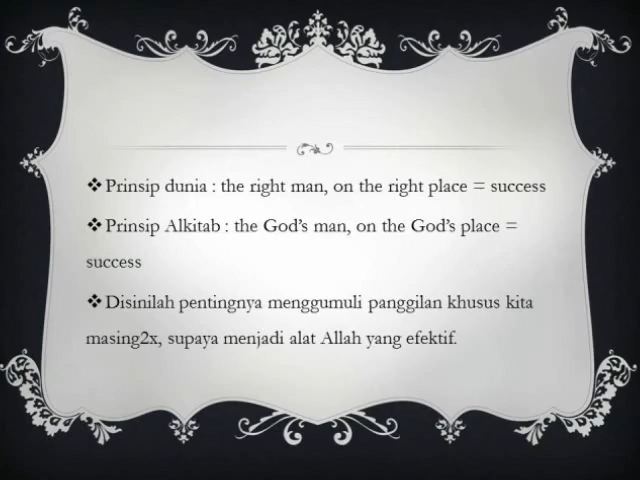 ❖Prinsip dunia : the right man, on the right place = success
❖Prinsip Alkitab : the God's man, on the God's place =
success
❖Disinilah pentingnya menggumuli panggilan khusus kita
masing2x, supaya menjadi alat Allah yang efektif.